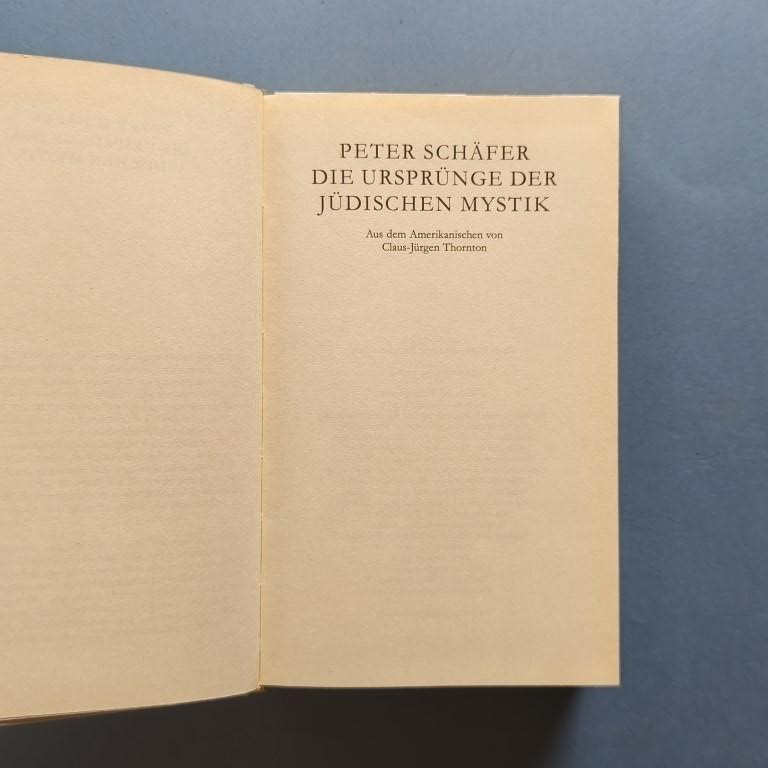 PETER SCHÄFER
DIE URSPRÜNGE DER
JÜDISCHEN MYSTIK
Aus dem Amerikanischen von
Claus-Jürgen Thornton